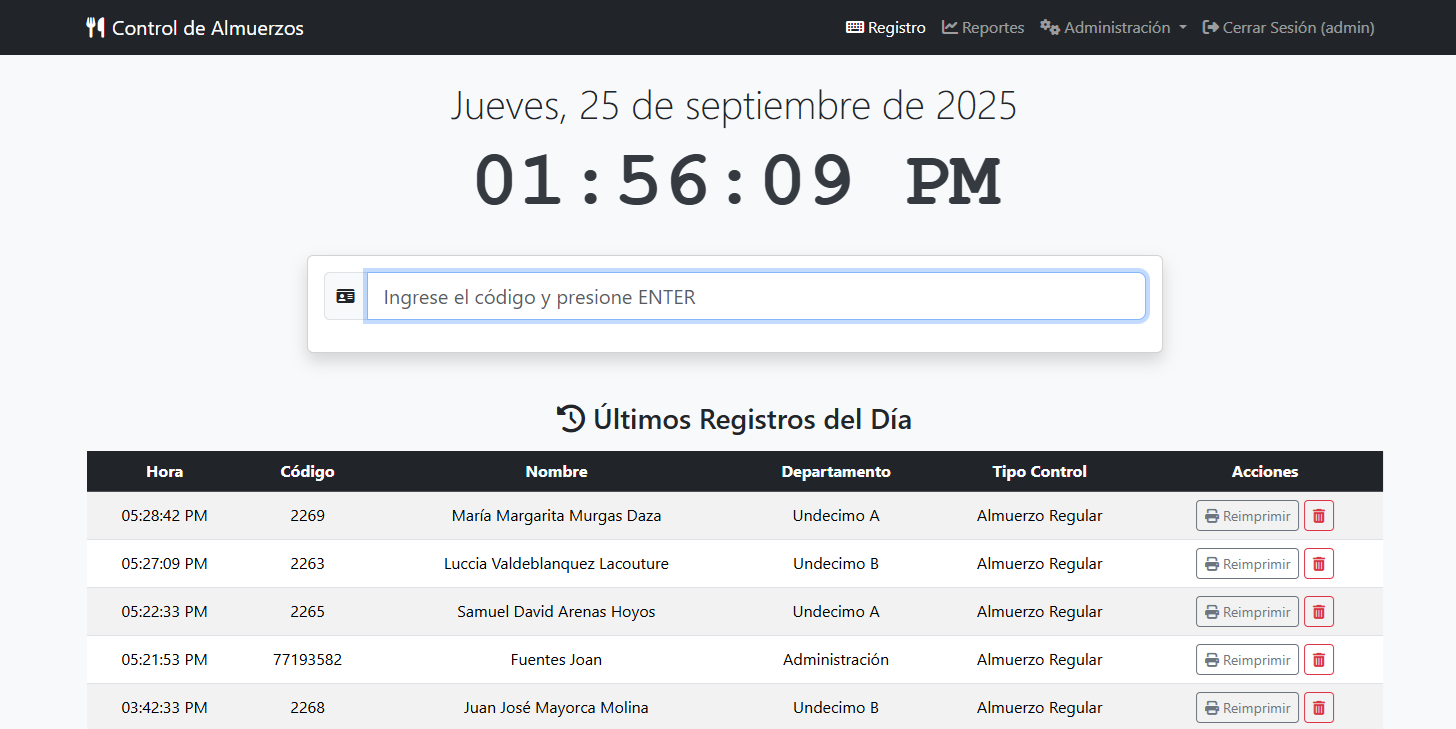 Control de Almuerzos Registro Reportes Administración Cerrar Sesión (admin)
Jueves, 25 de septiembre de 2025
01:56:09 PM
Ingrese el código y presione ENTER
Últimos Registros del Día
Hora Código Nombre Departamento Tipo Control Acciones
05:28:42 PM 2269 María Margarita Murgas Daza Undecimo A Almuerzo Regular Reimprimir
05:27:09 PM 2263 Luccia Valdeblanquez Lacouture Undecimo B Almuerzo Regular Reimprimir
05:22:33 PM 2265 Samuel David Arenas Hoyos Undecimo A Almuerzo Regular Reimprimir
05:21:53 PM 77193582 Fuentes Joan Administración Almuerzo Regular Reimprimir
03:42:33 PM 2268 Juan José Mayorca Molina Undecimo B Almuerzo Regular Reimprimir